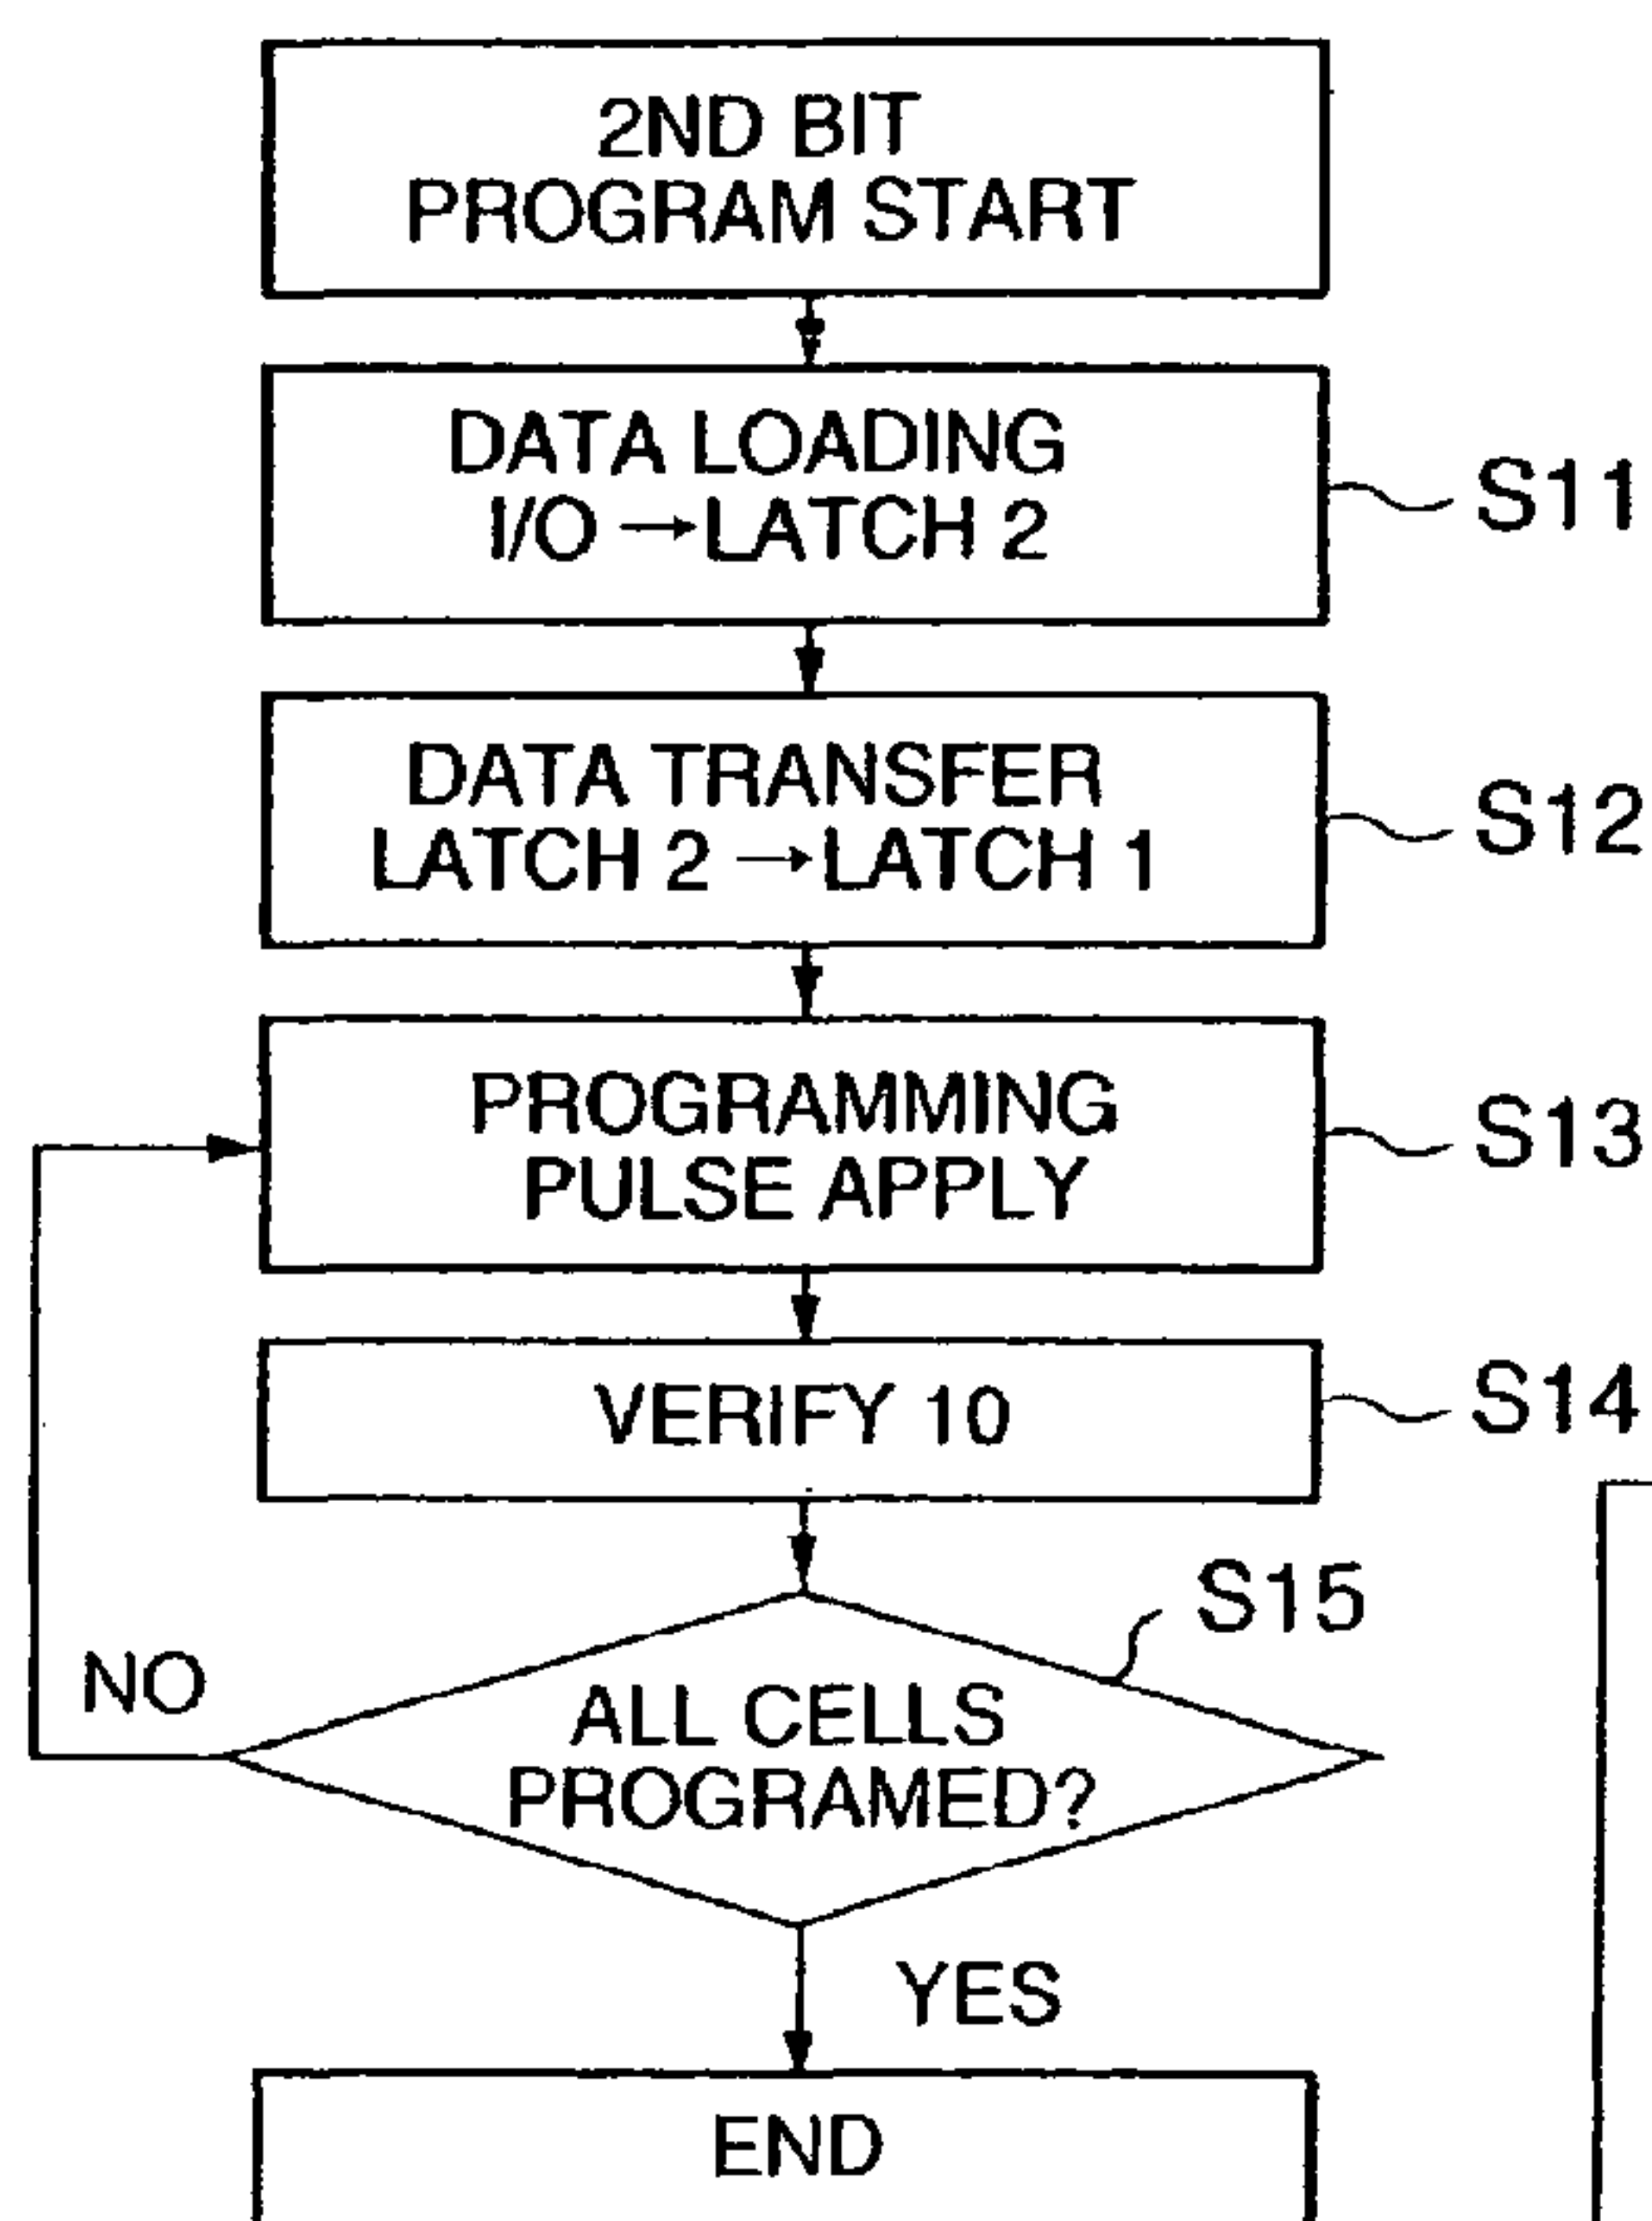 2ND BIT
PROGRAM START
DATA LOADING
I/O → LATCH 2
S11
DATA TRANSFER
LATCH 2 → LATCH 1
S12
PROGRAMMING
PULSE APPLY
S13
VERIFY 10
S14
S15
NO
ALL CELLS
PROGRAMED?
YES
END